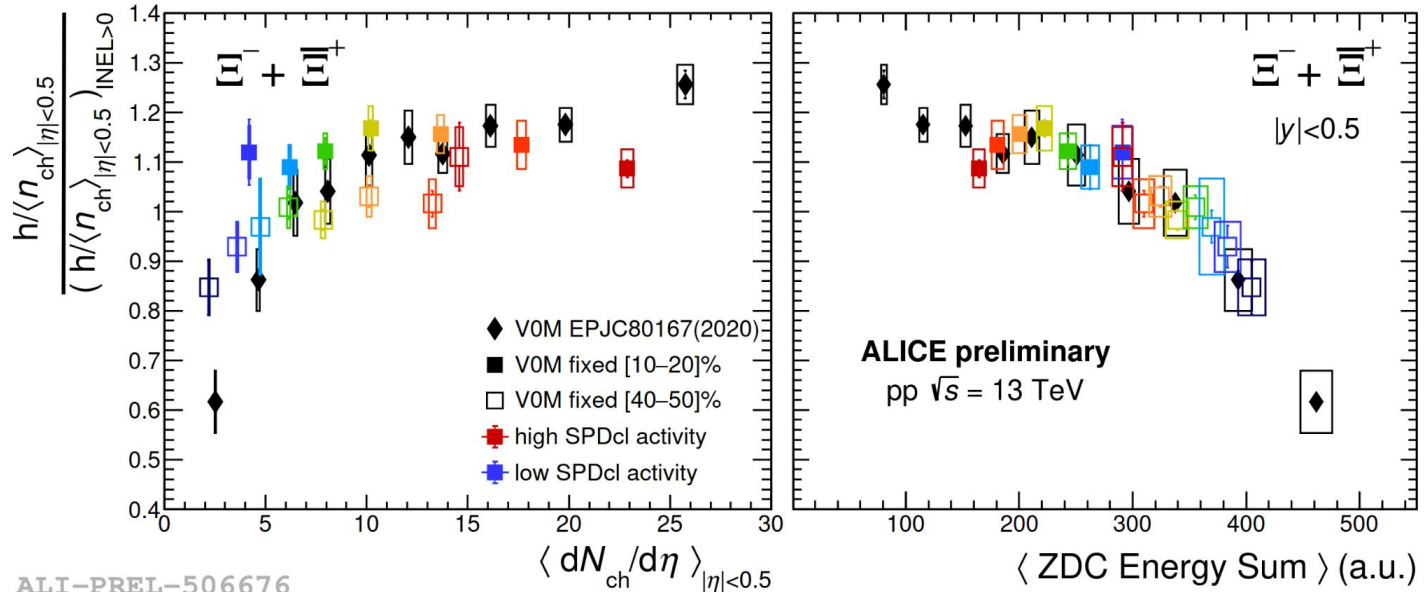 h/⟨n_ch⟩_|η|<0.5
( h/⟨n_ch⟩_|η|<0.5 )_INEL>0
1.4
1.3
1.2
1.1
1
0.9
0.8
0.7
0.6
0.5
0.4
Ξ⁻ + Ξ̅⁺
V0M EPJC80167(2020)
V0M fixed [10–20]%
V0M fixed [40–50]%
high SPDcl activity
low SPDcl activity
0 5 10 15 20 25 30
⟨ dN_ch/dη ⟩_|η|<0.5
Ξ⁻ + Ξ̅⁺
|y|<0.5
ALICE preliminary
pp √s = 13 TeV
100 200 300 400 500
⟨ ZDC Energy Sum ⟩ (a.u.)
ALI−PREL−506676